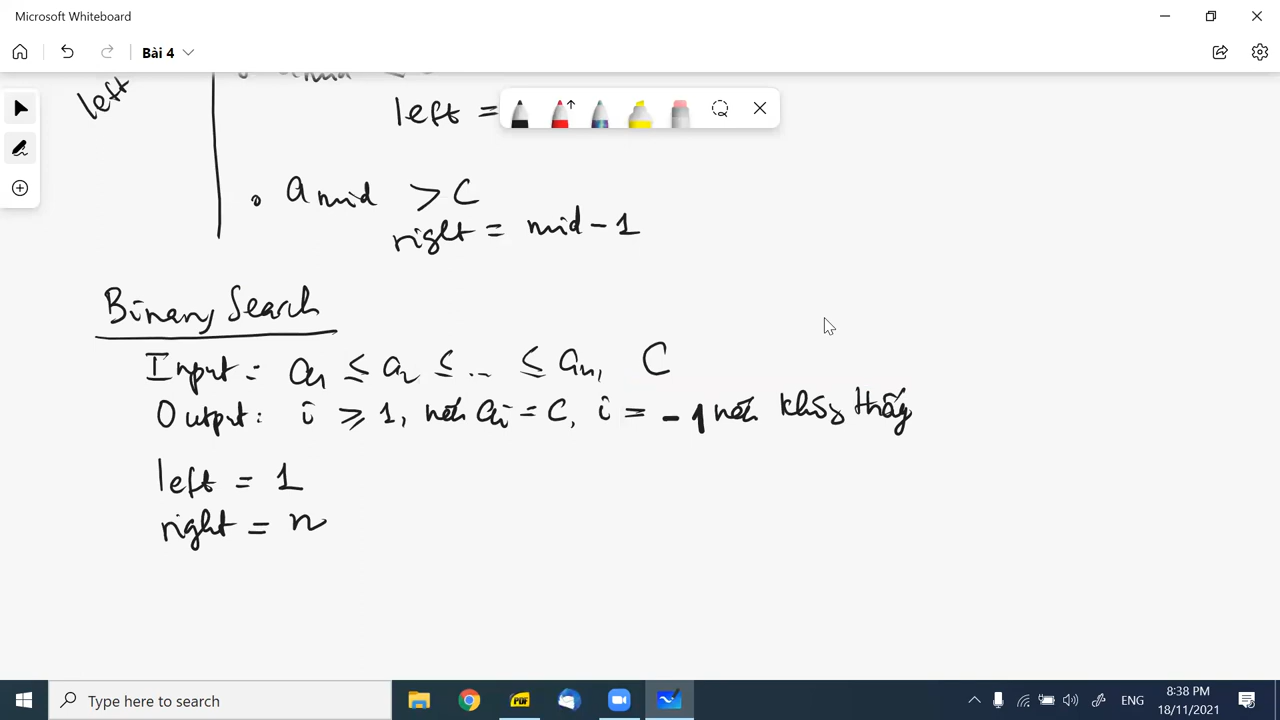 Microsoft Whiteboard
Bài 4
left
left =
a mid > C
right = mid - 1
Binary Search
Input: a1 ≤ a2 ≤ ... ≤ an, C
Output: i ≥ 1, nếu ai = C, i = -1 nếu không thấy
left = 1
right = n
Type here to search
ENG
8:38 PM
18/11/2021